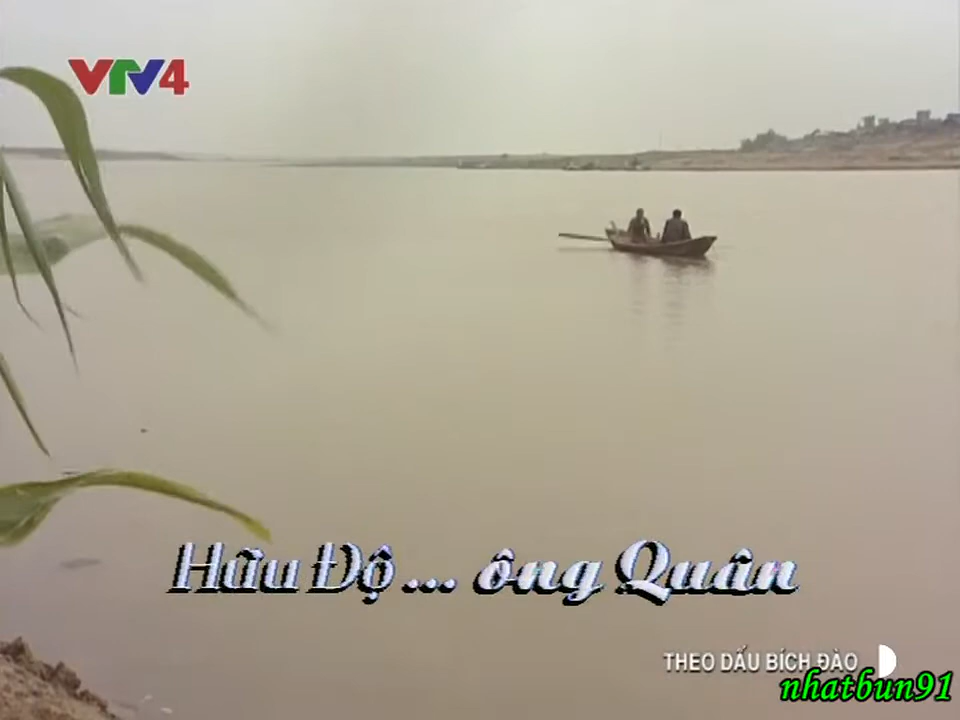 VTV4
Hữu Độ... ông Quân
THEO DẤU BÍCH ĐÀO
nhatbun91